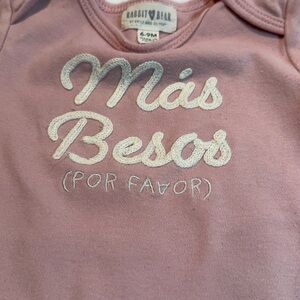 RABBIT BEAR
6-9M
Más
Besos
(POR FAVOR)